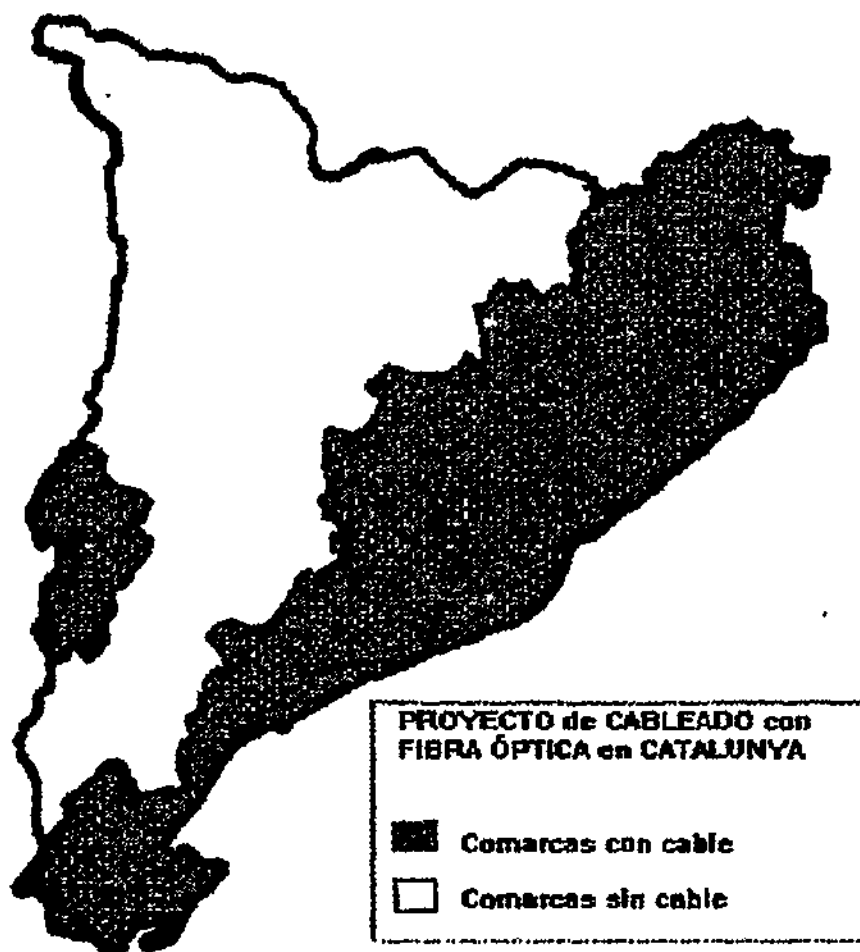 PROYECTO de CABLEADO con
FIBRA ÓPTICA en CATALUNYA
Comarcas con cable
Comarcas sin cable